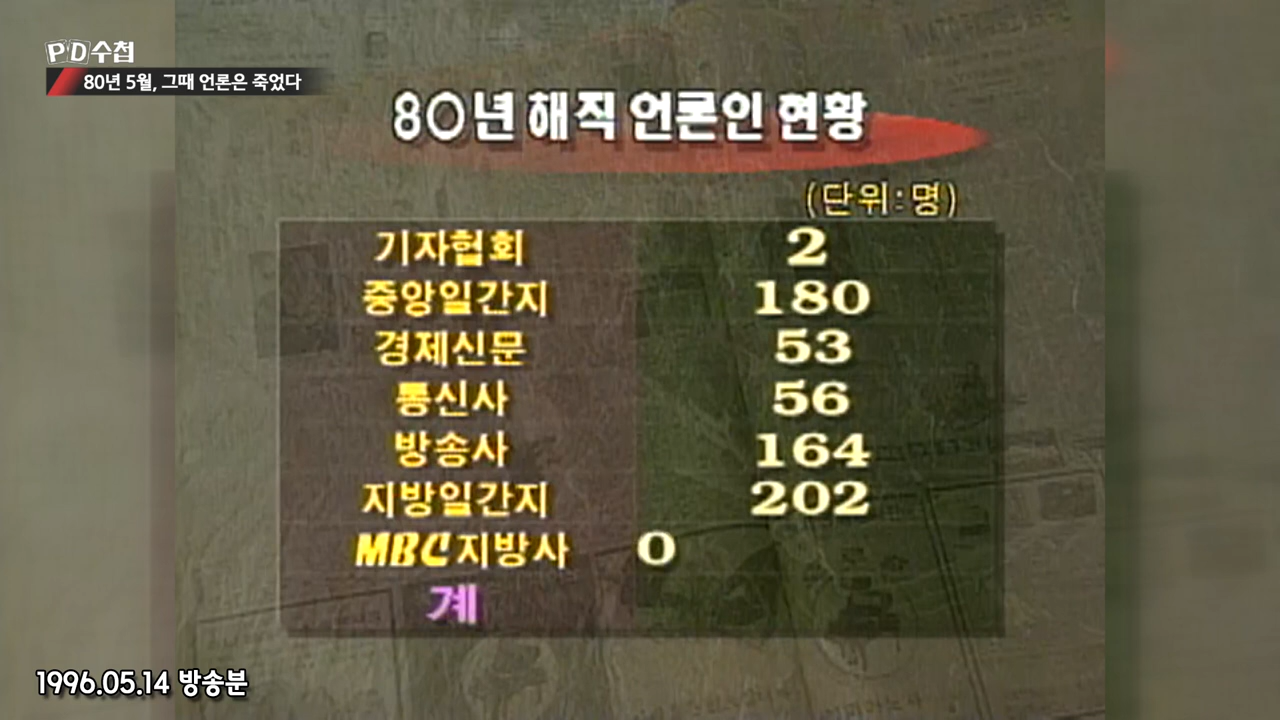 PD수첩
80년 5월, 그때 언론은 죽었다
80년 해직 언론인 현황
(단위:명)
기자협회 2
중앙일간지 180
경제신문 53
통신사 56
방송사 164
지방일간지 202
MBC지방사 0
계
1996.05.14 방송분